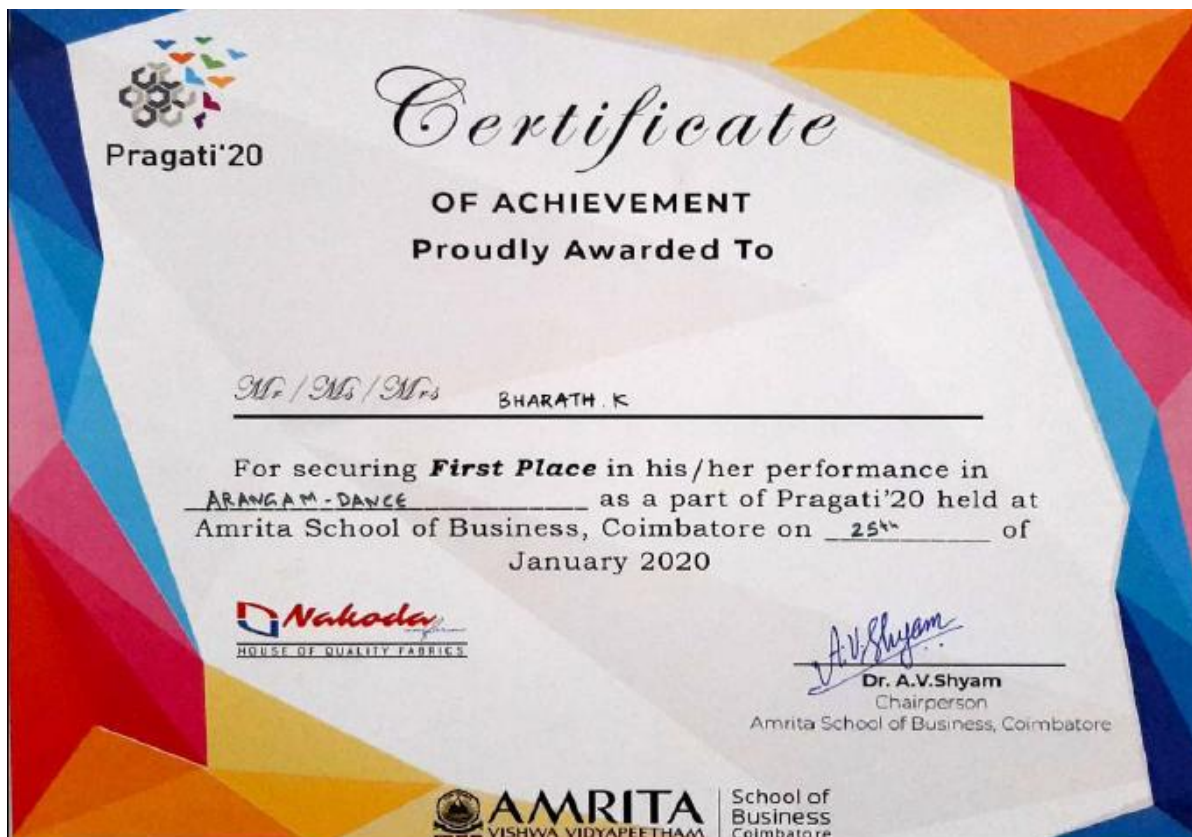 Pragati'20
Certificate
OF ACHIEVEMENT
Proudly Awarded To
Mr/Ms/Mrs BHARATH.K
For securing First Place in his/her performance in
ARANGAM-DANCE as a part of Pragati'20 held at
Amrita School of Business, Coimbatore on 25th of
January 2020
Nakoda
HOUSE OF QUALITY FABRICS
A.V.Shyam
Dr. A.V.Shyam
Chairperson
Amrita School of Business, Coimbatore
AMRITA
VISHWA VIDYAPEETHAM
School of
Business
Coimbatore